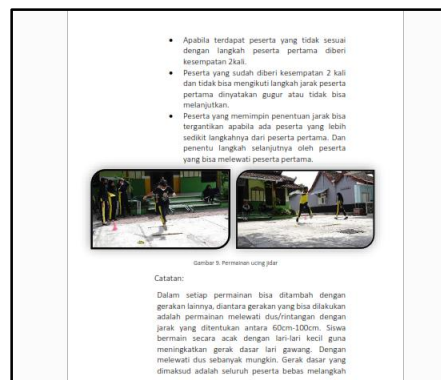 • Apabila terdapat peserta yang tidak sesuai
dengan langkah peserta pertama diberi
kesempatan 2kali.
• Peserta yang sudah diberi kesempatan 2 kali
dan tidak bisa mengikuti langkah jarak peserta
pertama dinyatakan gugur atau tidak bisa
melanjutkan.
• Peserta yang memimpin penentuan jarak bisa
tergantikan apabila ada peserta yang lebih
sedikit langkahnya dari peserta pertama. Dan
penentu langkah selanjutnya oleh peserta
yang bisa melewati peserta pertama.
Gambar 9. Permainan ucing jidar
Catatan:
Dalam setiap permainan bisa ditambah dengan
gerakan lainnya, diantara gerakan yang bisa dilakukan
adalah permainan melewati dus/rintangan dengan
jarak yang ditentukan antara 60cm-100cm. Siswa
bermain secara acak dengan lari-lari kecil guna
meningkatkan gerak dasar lari gawang. Dengan
melewati dus sebanyak mungkin. Gerak dasar yang
dimaksud adalah seluruh peserta bebas melangkah